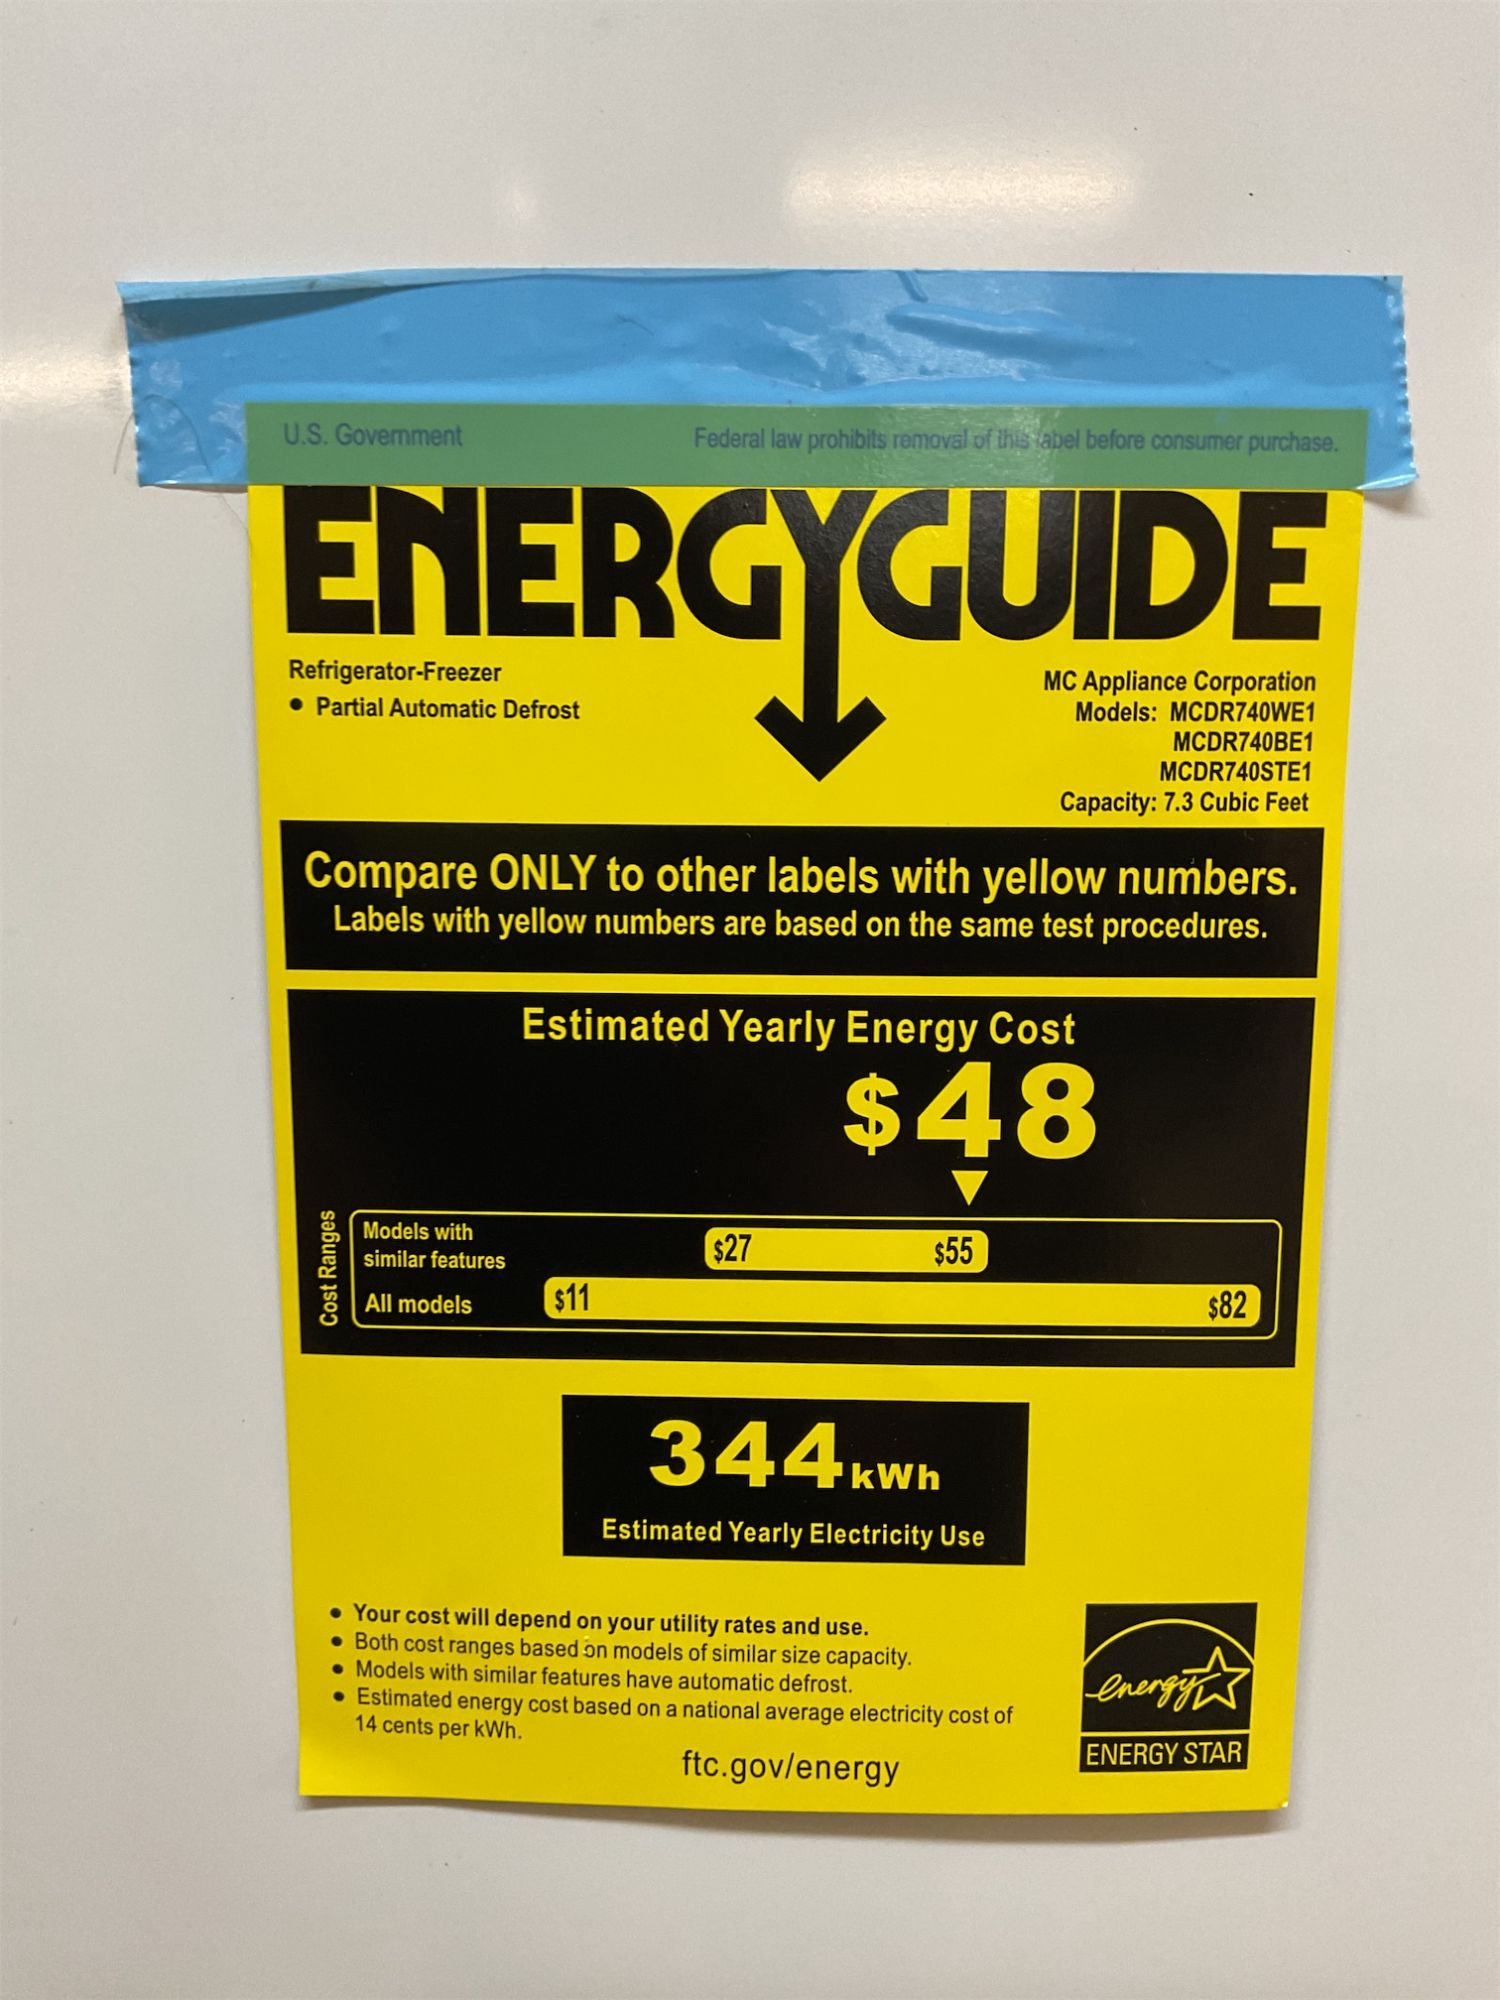 U.S. Government
Federal law prohibits removal of this label before consumer purchase.
ENERGYGUIDE
Refrigerator-Freezer
• Partial Automatic Defrost
MC Appliance Corporation
Models: MCDR740WE1
MCDR740BE1
MCDR740STE1
Capacity: 7.3 Cubic Feet
Compare ONLY to other labels with yellow numbers.
Labels with yellow numbers are based on the same test procedures.
Estimated Yearly Energy Cost
$48
Cost Ranges
Models with
similar features
$27 $55
All models
$11 $82
344 kWh
Estimated Yearly Electricity Use
• Your cost will depend on your utility rates and use.
• Both cost ranges based on models of similar size capacity.
• Models with similar features have automatic defrost.
• Estimated energy cost based on a national average electricity cost of
14 cents per kWh.
ftc.gov/energy
energy
ENERGY STAR